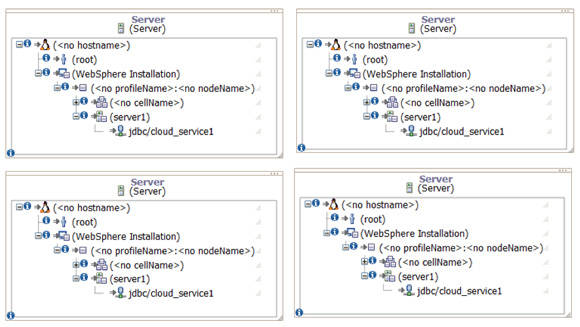 Server
(Server)
(<no hostname>)
(root)
(WebSphere Installation)
(<no profileName>:<no nodeName>)
(<no cellName>)
(server1)
jdbc/cloud_service1
Server
(Server)
(<no hostname>)
(root)
(WebSphere Installation)
(<no profileName>:<no nodeName>)
(<no cellName>)
(server1)
jdbc/cloud_service1
Server
(Server)
(<no hostname>)
(root)
(WebSphere Installation)
(<no profileName>:<no nodeName>)
(<no cellName>)
(server1)
jdbc/cloud_service1
Server
(Server)
(<no hostname>)
(root)
(WebSphere Installation)
(<no profileName>:<no nodeName>)
(<no cellName>)
(server1)
jdbc/cloud_service1